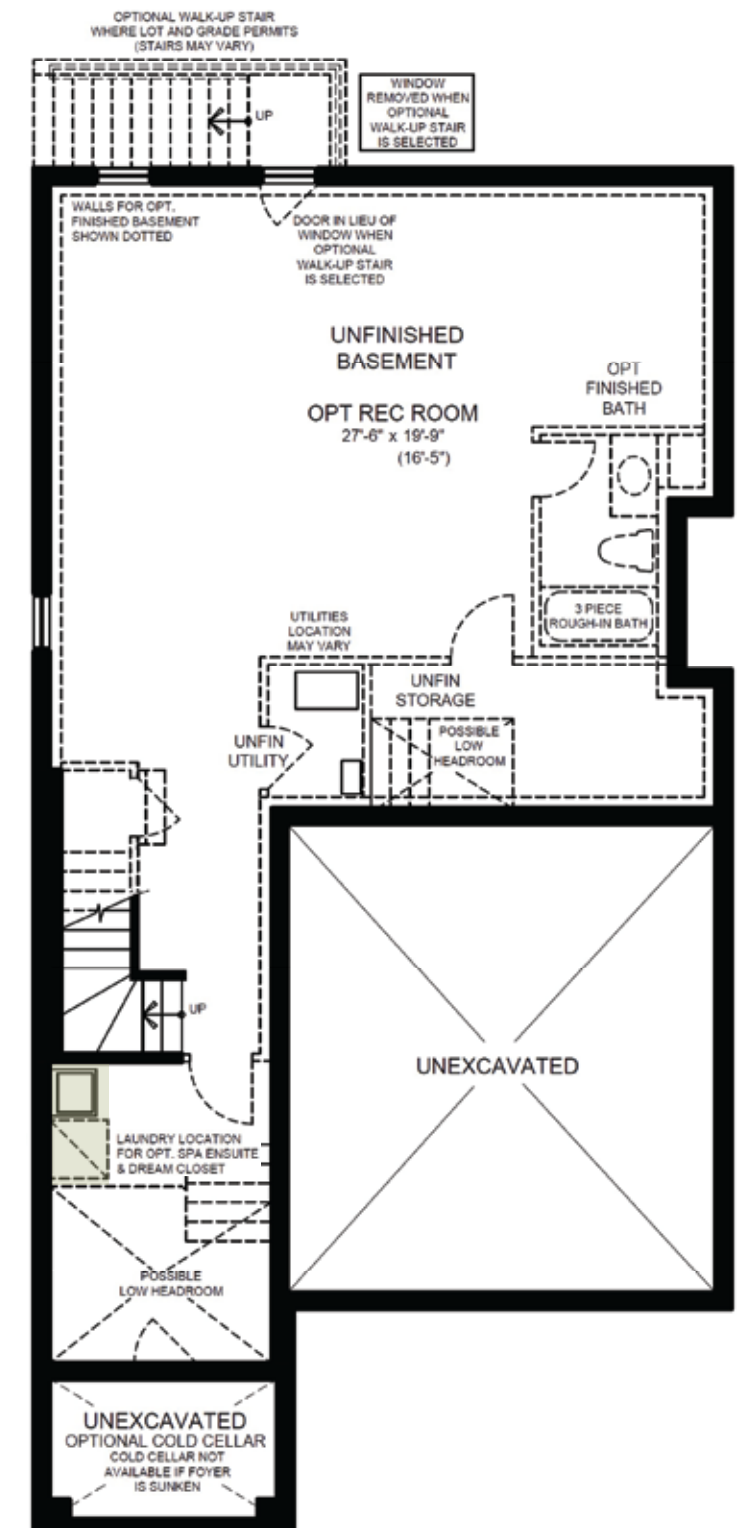 OPTIONAL WALK-UP STAIR
WHERE LOT AND GRADE PERMITS
(STAIRS MAY VARY)
WINDOW
REMOVED WHEN
OPTIONAL
WALK-UP STAIR
IS SELECTED
UP
WALLS FOR OPT.
FINISHED BASEMENT
SHOWN DOTTED
DOOR IN LIEU OF
WINDOW WHEN
OPTIONAL
WALK-UP STAIR
IS SELECTED
UNFINISHED
BASEMENT
OPT REC ROOM
27'-6" x 19'-9"
(16'-5")
OPT
FINISHED
BATH
3 PIECE
ROUGH-IN BATH
UTILITIES
LOCATION
MAY VARY
UNFIN
STORAGE
UNFIN
UTILITY
POSSIBLE
LOW
HEADROOM
UP
UNEXCAVATED
LAUNDRY LOCATION
FOR OPT. SPA ENSUITE
& DREAM CLOSET
POSSIBLE
LOW HEADROOM
UNEXCAVATED
OPTIONAL COLD CELLAR
COLD CELLAR NOT
AVAILABLE IF FOYER
IS SUNKEN